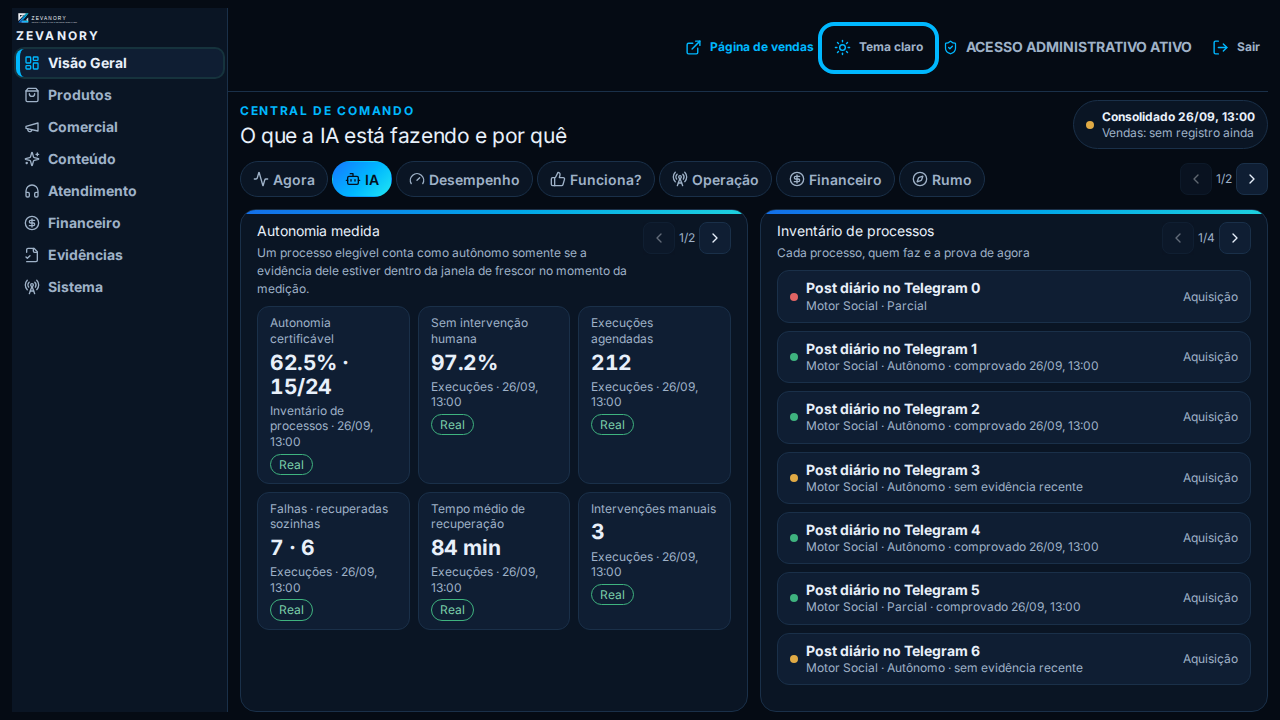 ZEVANORY
ZEVANORY
Visão Geral
Produtos
Comercial
Conteúdo
Atendimento
Financeiro
Evidências
Sistema
Página de vendas
Tema claro
ACESSO ADMINISTRATIVO ATIVO
Sair
CENTRAL DE COMANDO
O que a IA está fazendo e por quê
Consolidado 26/09, 13:00
Vendas: sem registro ainda
Agora
IA
Desempenho
Funciona?
Operação
Financeiro
Rumo
1/2
Autonomia medida
1/2
Um processo elegível conta como autônomo somente se a
evidência dele estiver dentro da janela de frescor no momento da
medição.
Autonomia
certificável
62.5% ·
15/24
Inventário de
processos · 26/09,
13:00
Real
Sem intervenção
humana
97.2%
Execuções · 26/09,
13:00
Real
Execuções
agendadas
212
Execuções · 26/09,
13:00
Real
Falhas · recuperadas
sozinhas
7 · 6
Execuções · 26/09,
13:00
Real
Tempo médio de
recuperação
84 min
Execuções · 26/09,
13:00
Real
Intervenções manuais
3
Execuções · 26/09,
13:00
Real
Inventário de processos
1/4
Cada processo, quem faz e a prova de agora
Post diário no Telegram 0
Motor Social · Parcial
Aquisição
Post diário no Telegram 1
Motor Social · Autônomo · comprovado 26/09, 13:00
Aquisição
Post diário no Telegram 2
Motor Social · Autônomo · comprovado 26/09, 13:00
Aquisição
Post diário no Telegram 3
Motor Social · Autônomo · sem evidência recente
Aquisição
Post diário no Telegram 4
Motor Social · Autônomo · comprovado 26/09, 13:00
Aquisição
Post diário no Telegram 5
Motor Social · Parcial · comprovado 26/09, 13:00
Aquisição
Post diário no Telegram 6
Motor Social · Autônomo · sem evidência recente
Aquisição